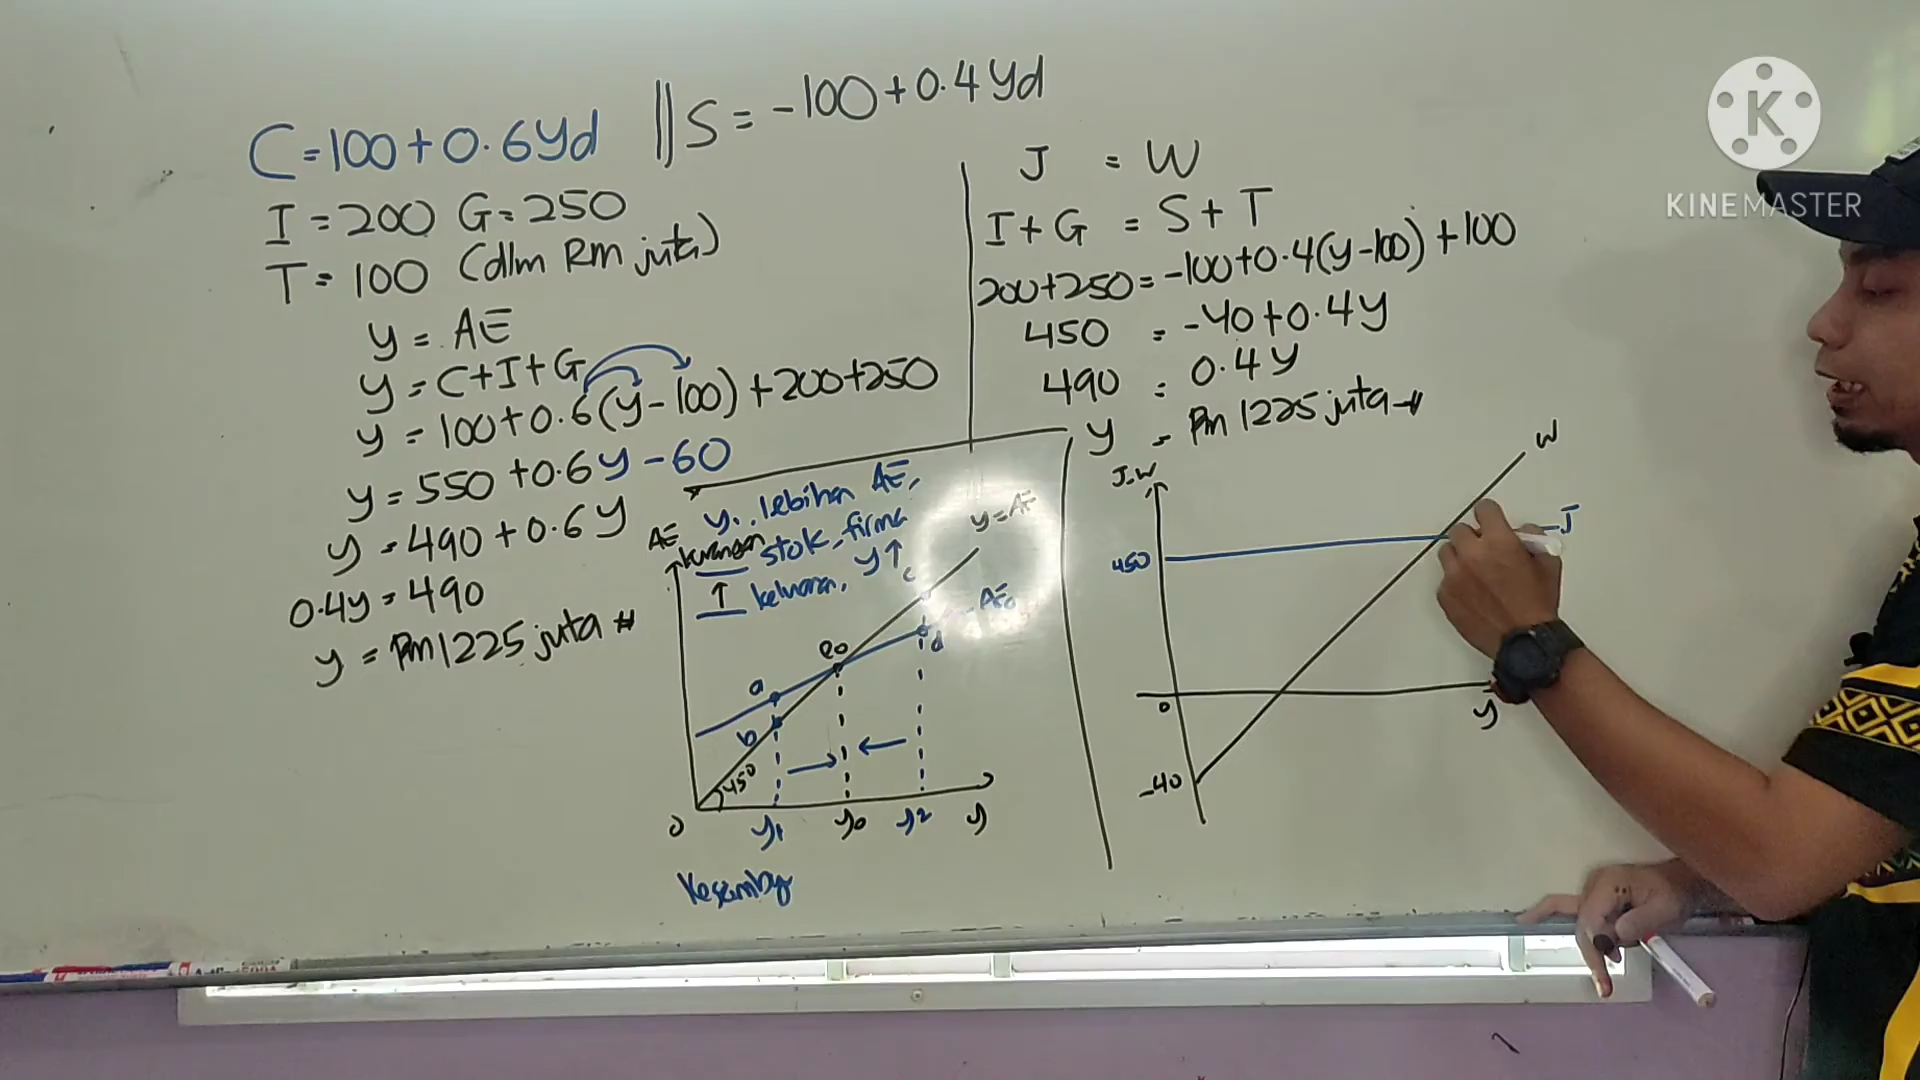 C=100+0.6Yd || S = -100+0.4Yd
I=200 G=250
T= 100 (dlm Rm juta)
y = AE
y = C+I+G
y = 100+0.6(y-100)+200+250
y = 550 +0.6y-60
y = 490 + 0.6y
0.4y = 490
y = Rm1225 juta #
J = W
I+G = S+T
200+250=-100+0.4(y-100)+100
450 = -40+0.4y
490 = 0.4y
y = Rm 1225 juta #
AE
y1. lebihan AE,
kurangan stok, firma
↑ keluaran, y↑
y=AE
c
AE0
e0
d
a
b
45°
0 y1 y0 y2 y
J,W
W
J
450
0
y
-40
K
KINEMASTER